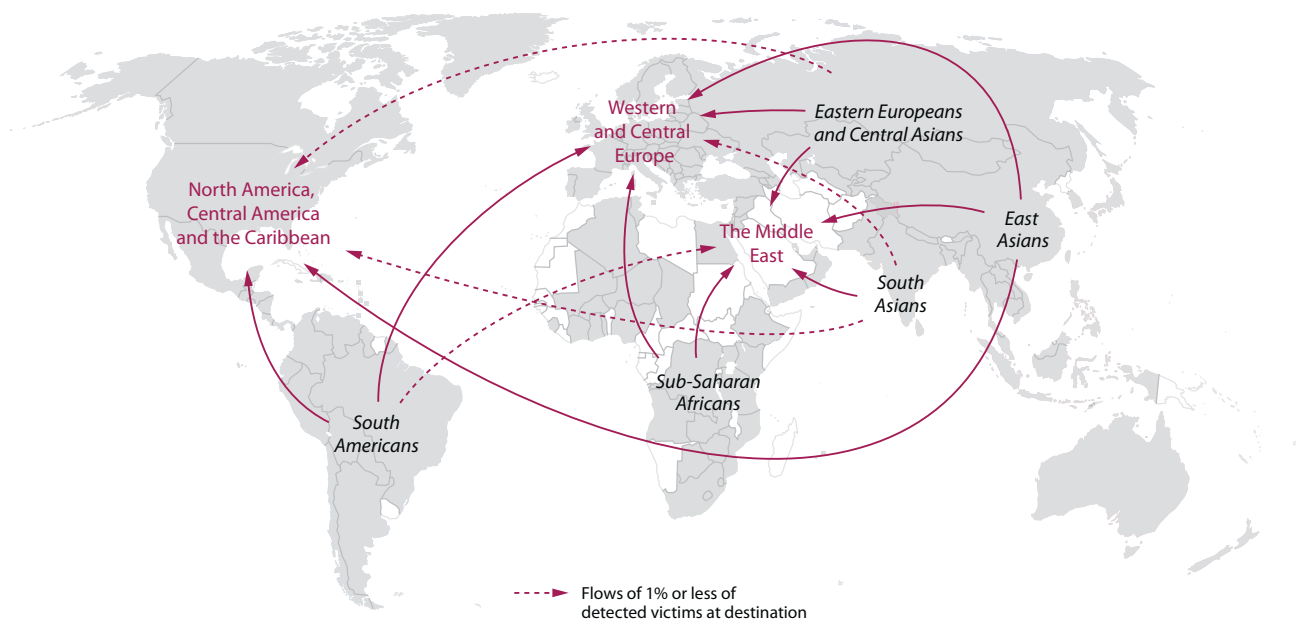 Western
and Central
Europe
Eastern Europeans
and Central Asians
North America,
Central America
and the Caribbean
The Middle
East
East
Asians
South
Asians
Sub-Saharan
Africans
South
Americans
Flows of 1% or less of
detected victims at destination